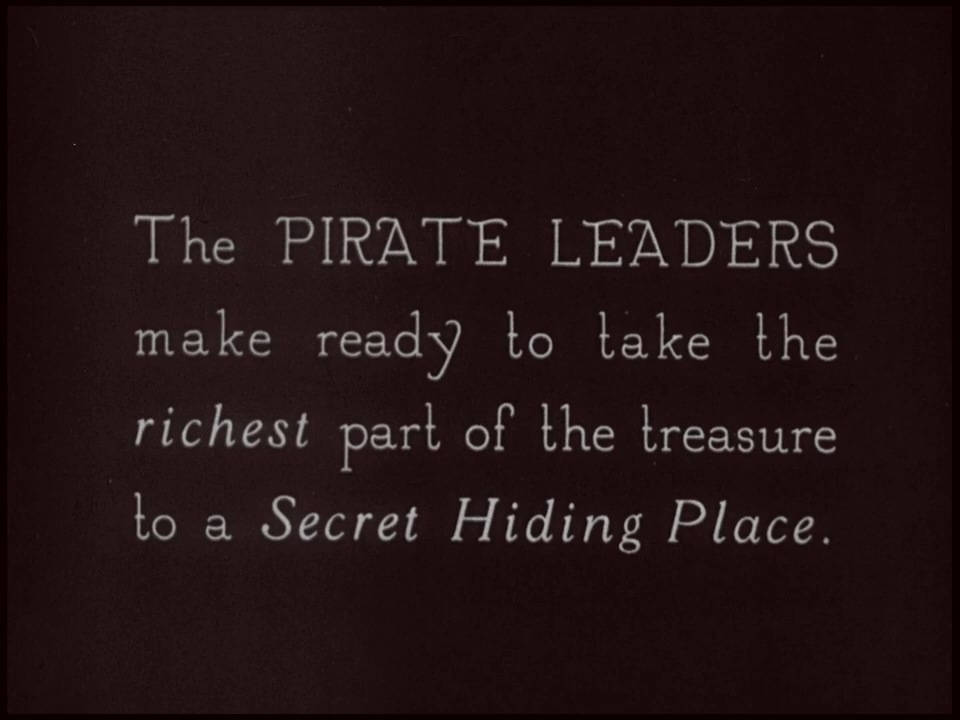 The PIRATE LEADERS
make ready to take the
richest part of the treasure
to a Secret Hiding Place.